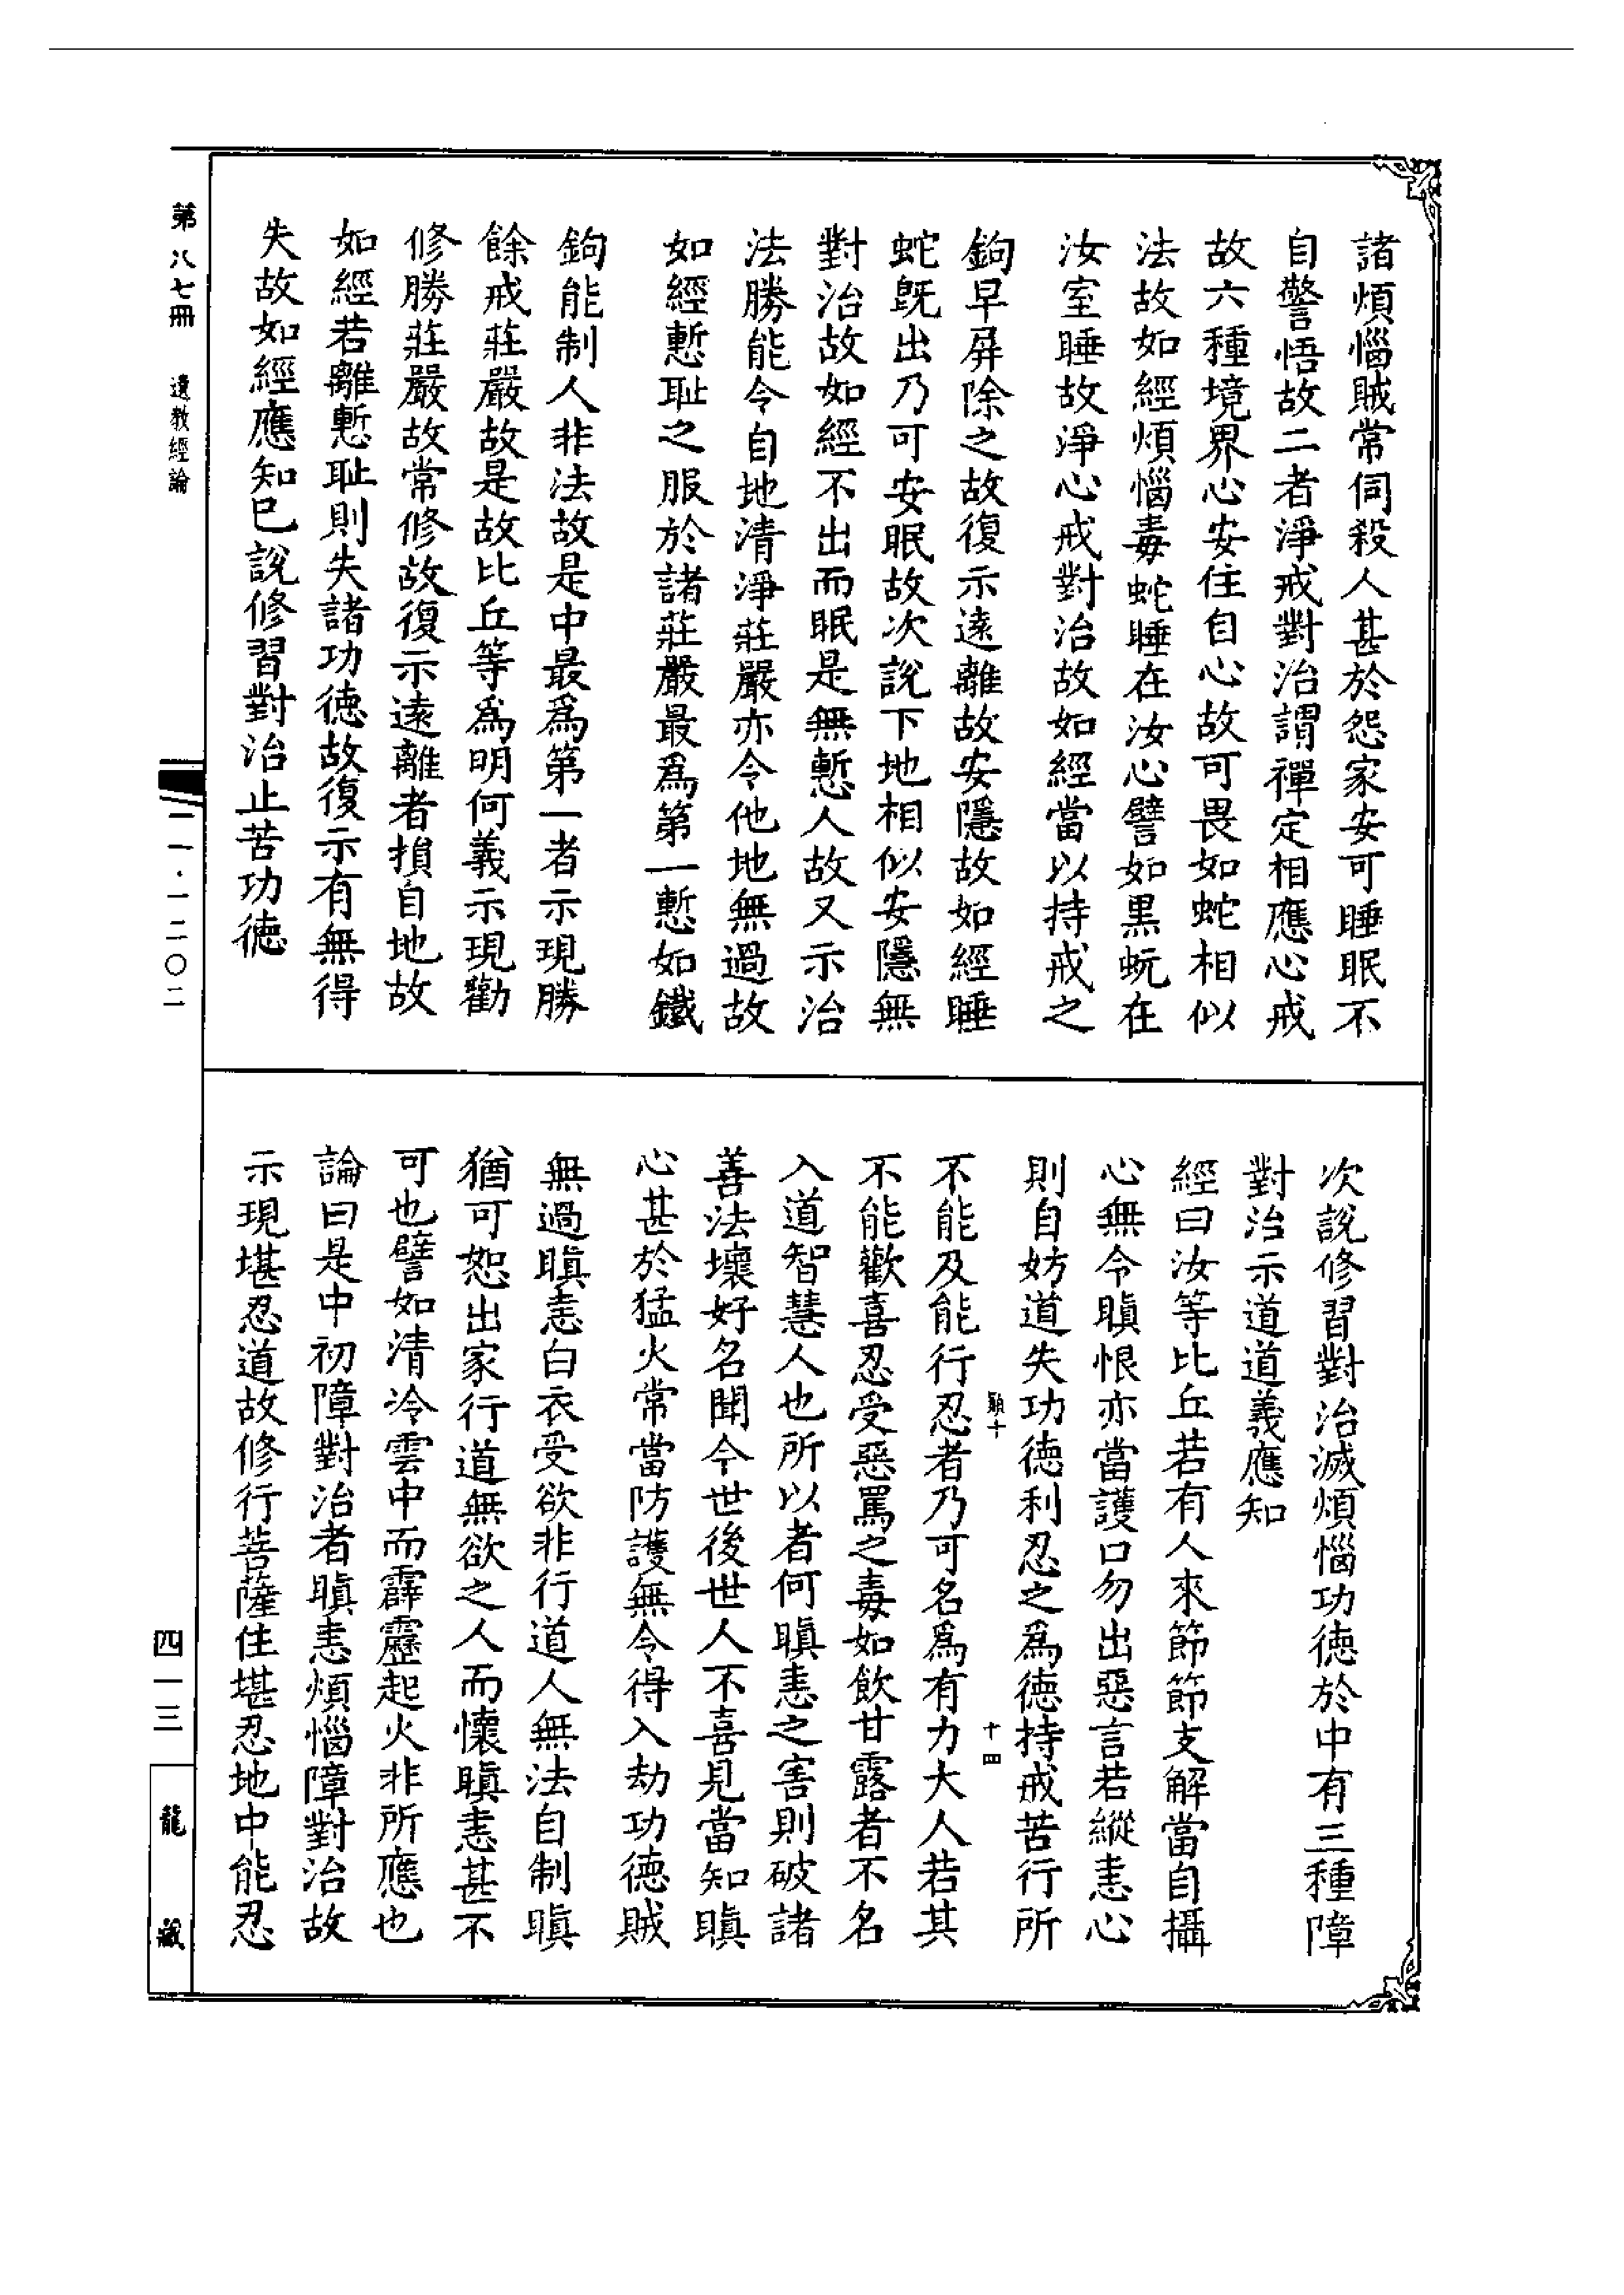 諸煩惱賊常伺殺人甚於怨家安可睡眠不
自警悟故二者淨戒對治謂禪定相應心戒
故六種境界心安住自心故可畏如蛇相似
法故如經煩惱毒蛇睡在汝心譬如黑蚖在
汝室睡故淨心戒對治故如經當以持戒之
鉤早屏除之故復示遠離故安隱故如經睡
蛇既出乃可安眠故次說下地相似安隱無
對治故如經不出而眠是無慙人故又示治
法勝能令自地清淨莊嚴亦令他地無過故
如經慙耻之服於諸莊嚴最爲第一慙如鐵
鉤能制人非法故是中最爲第一者示現勝
餘戒莊嚴故是故比丘等爲明何義示現勸
修勝莊嚴故常修故復示遠離者損自地故
如經若離慙耻則失諸功德故復示有無得
失故如經應知已說修習對治止苦功德
次說修習對治滅煩惱功德於中有三種障
對治示道道義應知
經曰汝等比丘若有人來節節支解當自攝
心無令瞋恨亦當護口勿出惡言若縱恚心
則自妨道失功德利忍之爲德持戒苦行所
不能及能行忍者乃可名爲有力大人若其
不能歡喜忍受惡罵之毒如飲甘露者不名
入道智慧人也所以者何瞋恚之害則破諸
善法壞好名聞今世後世人不喜見當知瞋
心甚於猛火常當防護無令得入劫功德賊
無過瞋恚白衣受欲非行道人無法自制瞋
猶可恕出家行道無欲之人而懷瞋恚甚不
可也譬如清冷雲中而霹靂起火非所應也
論曰是中初障對治者瞋恚煩惱障對治故
示現堪忍道故修行菩薩住堪忍地中能忍
顛十
十四
第八七冊
遺教經論
二一·一二〇二
四一三
龍藏